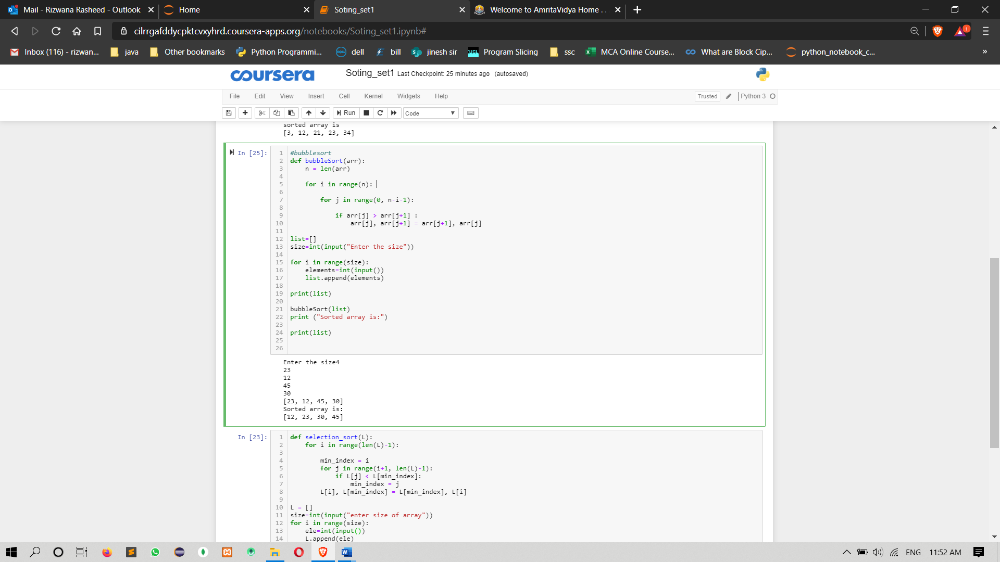 Mail - Rizwana Rasheed - Outlook
Home
Soting_set1
Welcome to AmritaVidya Home . .
cilrrgafddycpktcvxyhrd.coursera-apps.org/notebooks/Soting_set1.ipynb#
1
Inbox (116) - rizwan...
java
Other bookmarks
Python Programmi...
dell
bill
jinesh sir
Program Slicing
ssc
MCA Online Course...
What are Block Cip...
python_notebook_c...
»
coursera
Soting_set1 Last Checkpoint: 25 minutes ago (autosaved)
File Edit View Insert Cell Kernel Widgets Help
Trusted
Python 3
Run
Code
sorted array is
[3, 12, 21, 23, 34]
In [25]:
1 #bubblesort
2 def bubbleSort(arr):
3     n = len(arr)
4
5     for i in range(n):
6
7         for j in range(0, n-i-1):
8
9             if arr[j] > arr[j+1] :
10                 arr[j], arr[j+1] = arr[j+1], arr[j]
11
12 list=[]
13 size=int(input("Enter the size"))
14
15 for i in range(size):
16     elements=int(input())
17     list.append(elements)
18
19 print(list)
20
21 bubbleSort(list)
22 print ("Sorted array is:")
23
24 print(list)
25
26
Enter the size4
23
12
45
30
[23, 12, 45, 30]
Sorted array is:
[12, 23, 30, 45]
In [23]:
1 def selection_sort(L):
2     for i in range(len(L)-1):
3
4         min_index = i
5         for j in range(i+1, len(L)-1):
6             if L[j] < L[min_index]:
7                 min_index = j
8         L[i], L[min_index] = L[min_index], L[i]
9
10 L = []
11 size=int(input("enter size of array"))
12 for i in range(size):
13     ele=int(input())
14     L.append(ele)
ENG
11:52 AM